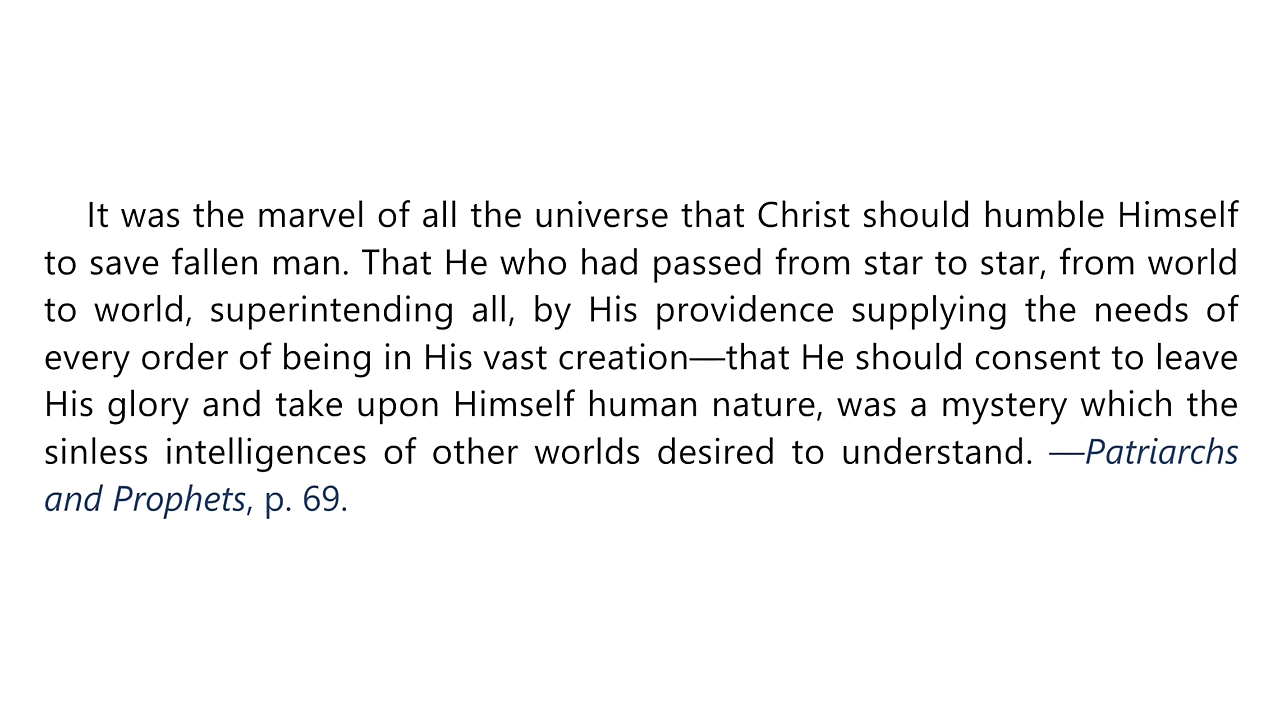 It was the marvel of all the universe that Christ should humble Himself
to save fallen man. That He who had passed from star to star, from world
to world, superintending all, by His providence supplying the needs of
every order of being in His vast creation—that He should consent to leave
His glory and take upon Himself human nature, was a mystery which the
sinless intelligences of other worlds desired to understand. —Patriarchs
and Prophets, p. 69.